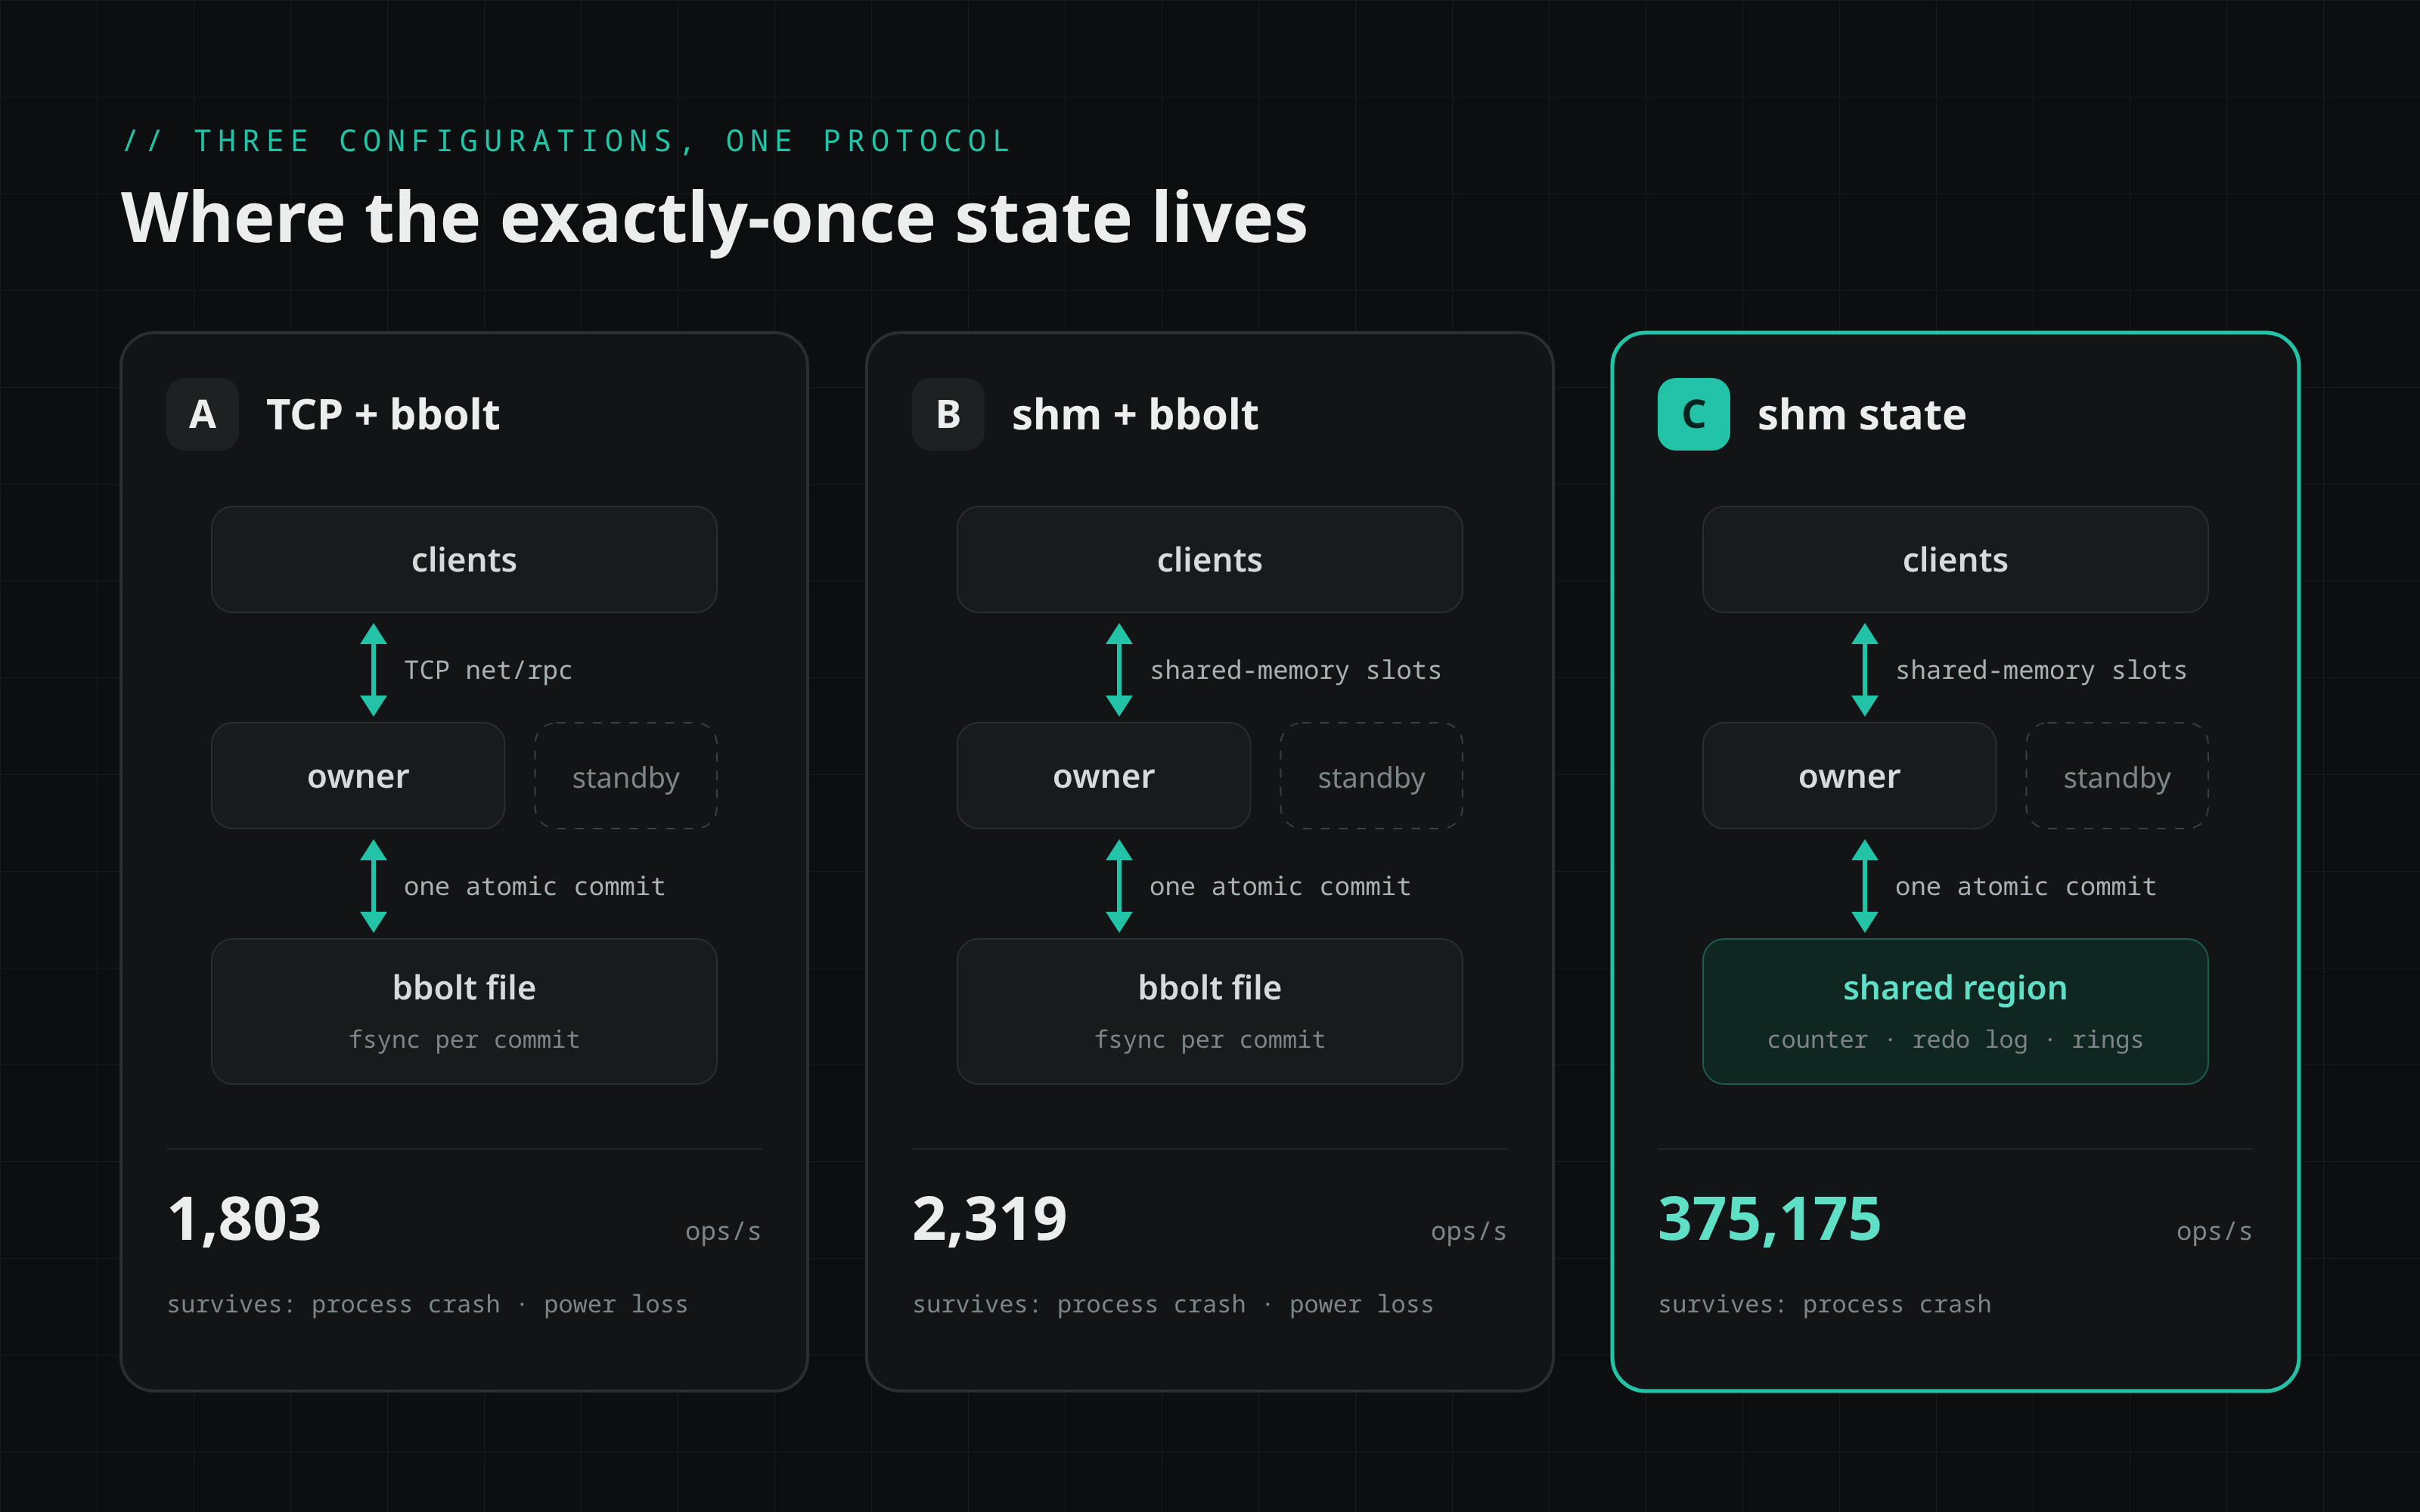 // THREE CONFIGURATIONS, ONE PROTOCOL
Where the exactly-once state lives
A
TCP + bbolt
clients
TCP net/rpc
owner
standby
one atomic commit
bbolt file
fsync per commit
1,803
ops/s
survives: process crash · power loss
B
shm + bbolt
clients
shared-memory slots
owner
standby
one atomic commit
bbolt file
fsync per commit
2,319
ops/s
survives: process crash · power loss
C
shm state
clients
shared-memory slots
owner
standby
one atomic commit
shared region
counter · redo log · rings
375,175
ops/s
survives: process crash